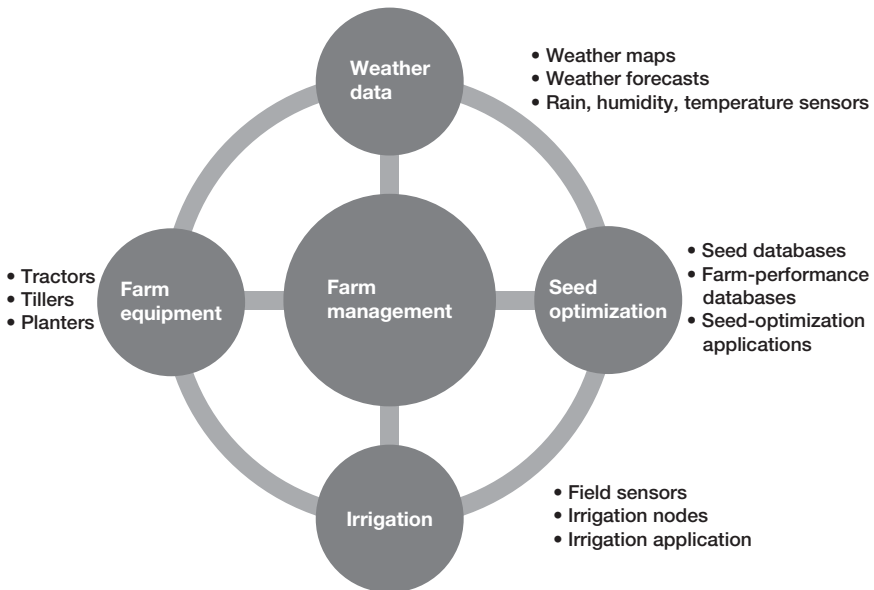 Weather
data
• Weather maps
• Weather forecasts
• Rain, humidity, temperature sensors
• Tractors
• Tillers
• Planters
Farm
equipment
Farm
management
Seed
optimization
• Seed databases
• Farm-performance
databases
• Seed-optimization
applications
Irrigation
• Field sensors
• Irrigation nodes
• Irrigation application